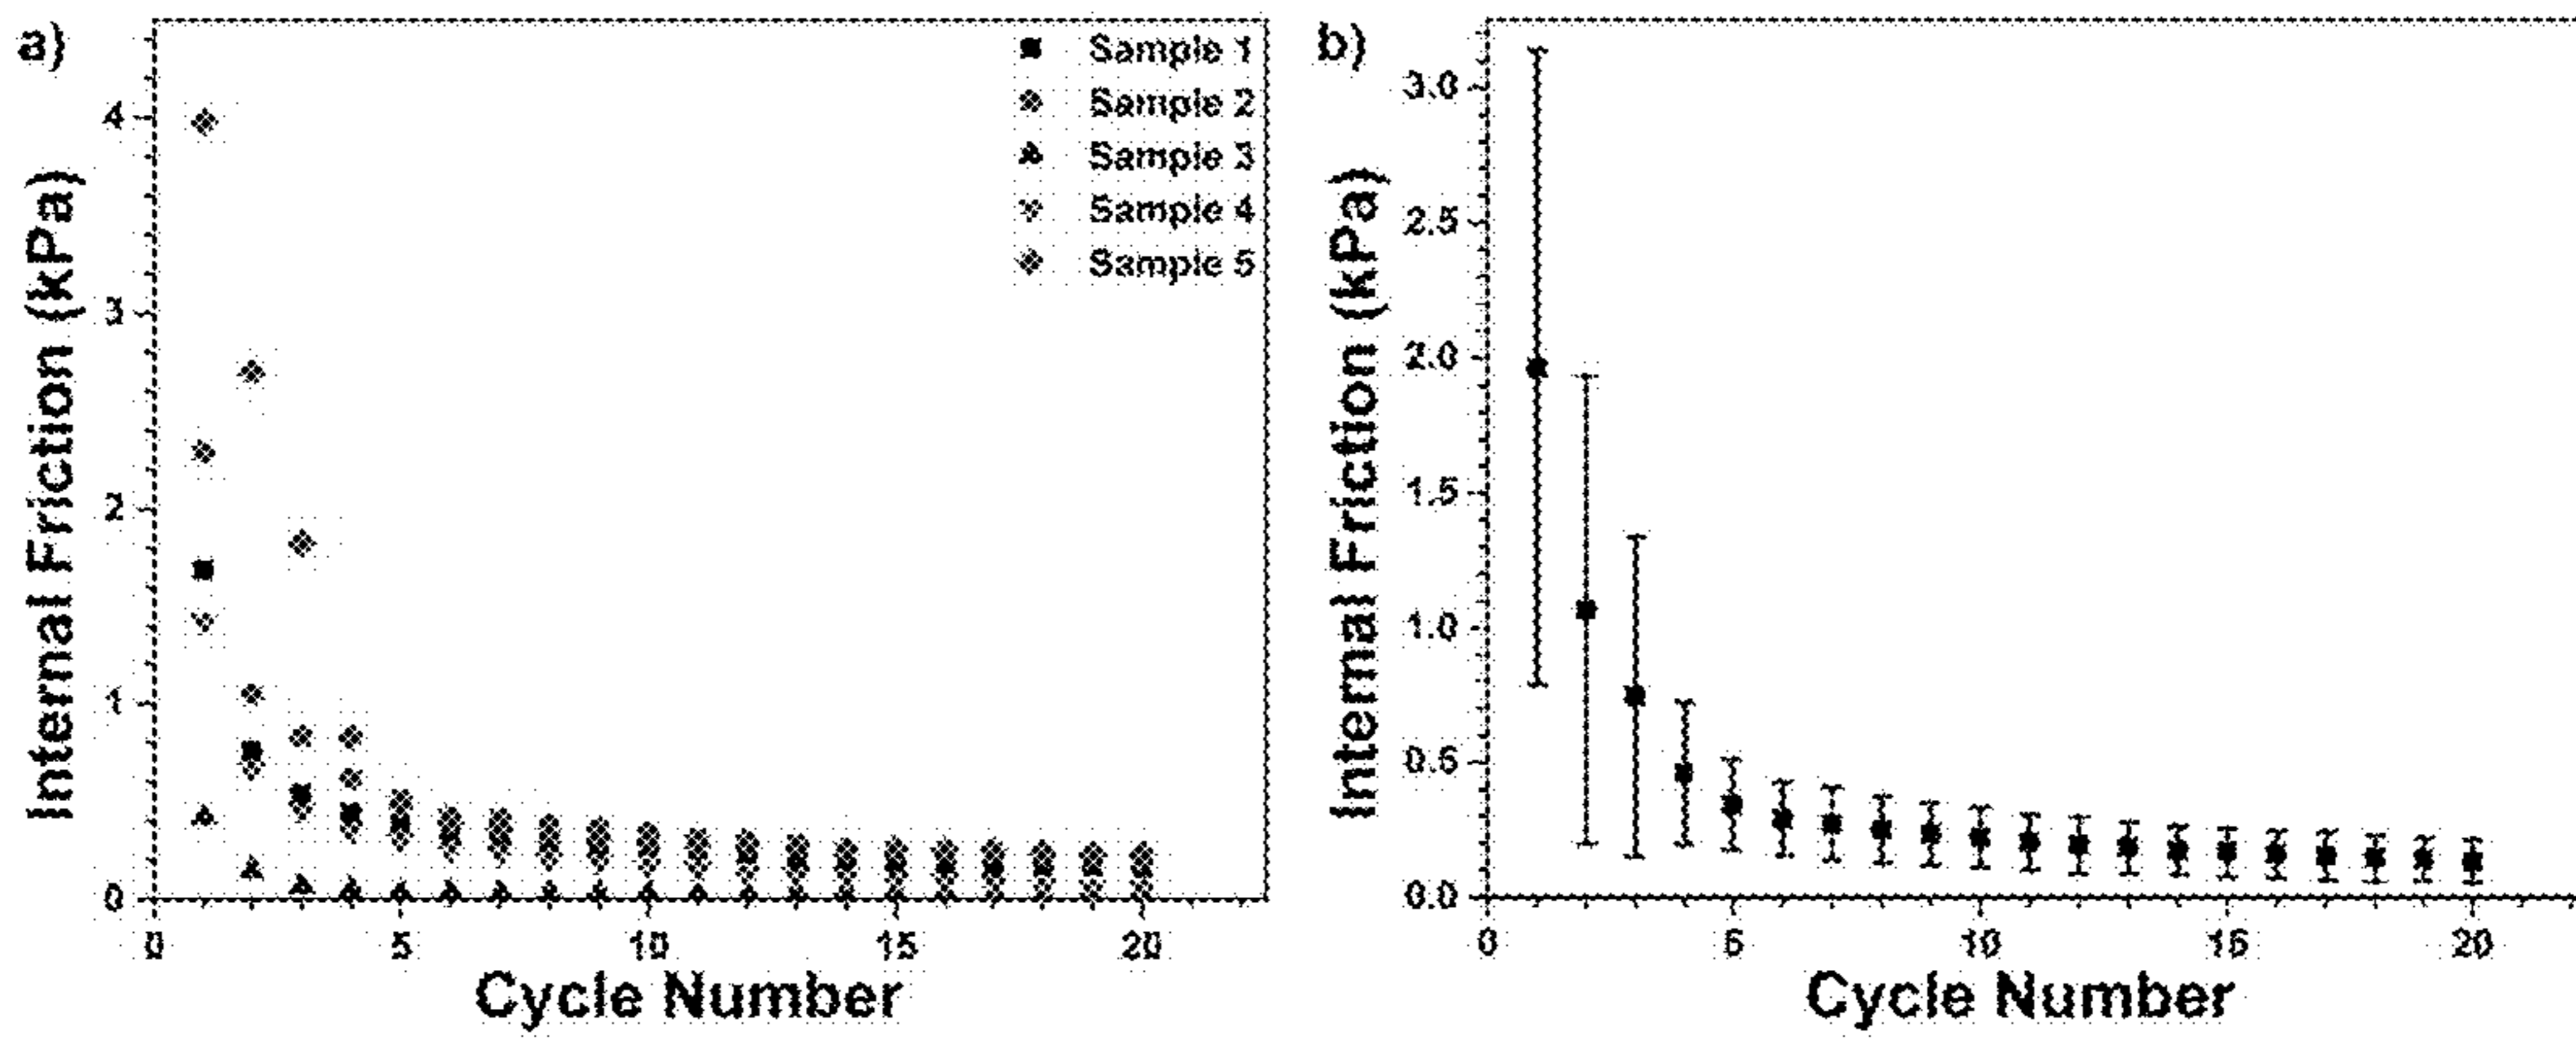 a)
Internal Friction (kPa)
4
3
2
1
0
Sample 1
Sample 2
Sample 3
Sample 4
Sample 5
0 5 10 15 20
Cycle Number
b)
Internal Friction (kPa)
3.0
2.5
2.0
1.5
1.0
0.5
0.0
0 5 10 15 20
Cycle Number